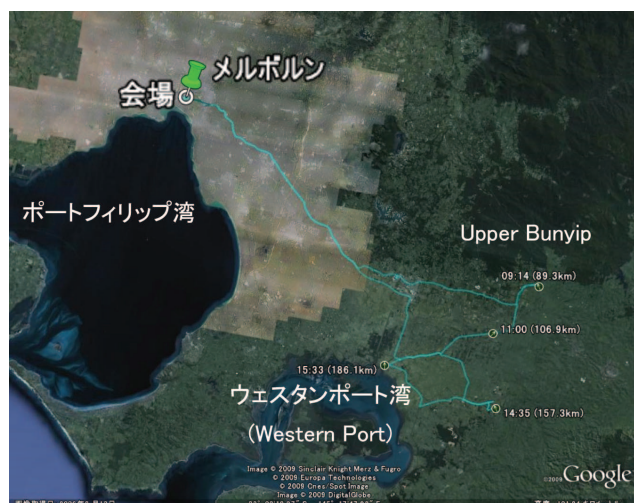 メルボルン
会場
ポートフィリップ湾
Upper Bunyip
09:14 (89.3km)
11:00 (106.9km)
15:33 (186.1km)
ウェスタンポート湾
14:35 (157.3km)
(Western Port)
Image © 2009 Sinclair Knight Merz & Fugro
© 2009 Europa Technologies
© 2009 Cnes/Spot Image
Image © 2009 DigitalGlobe
©2009 Google